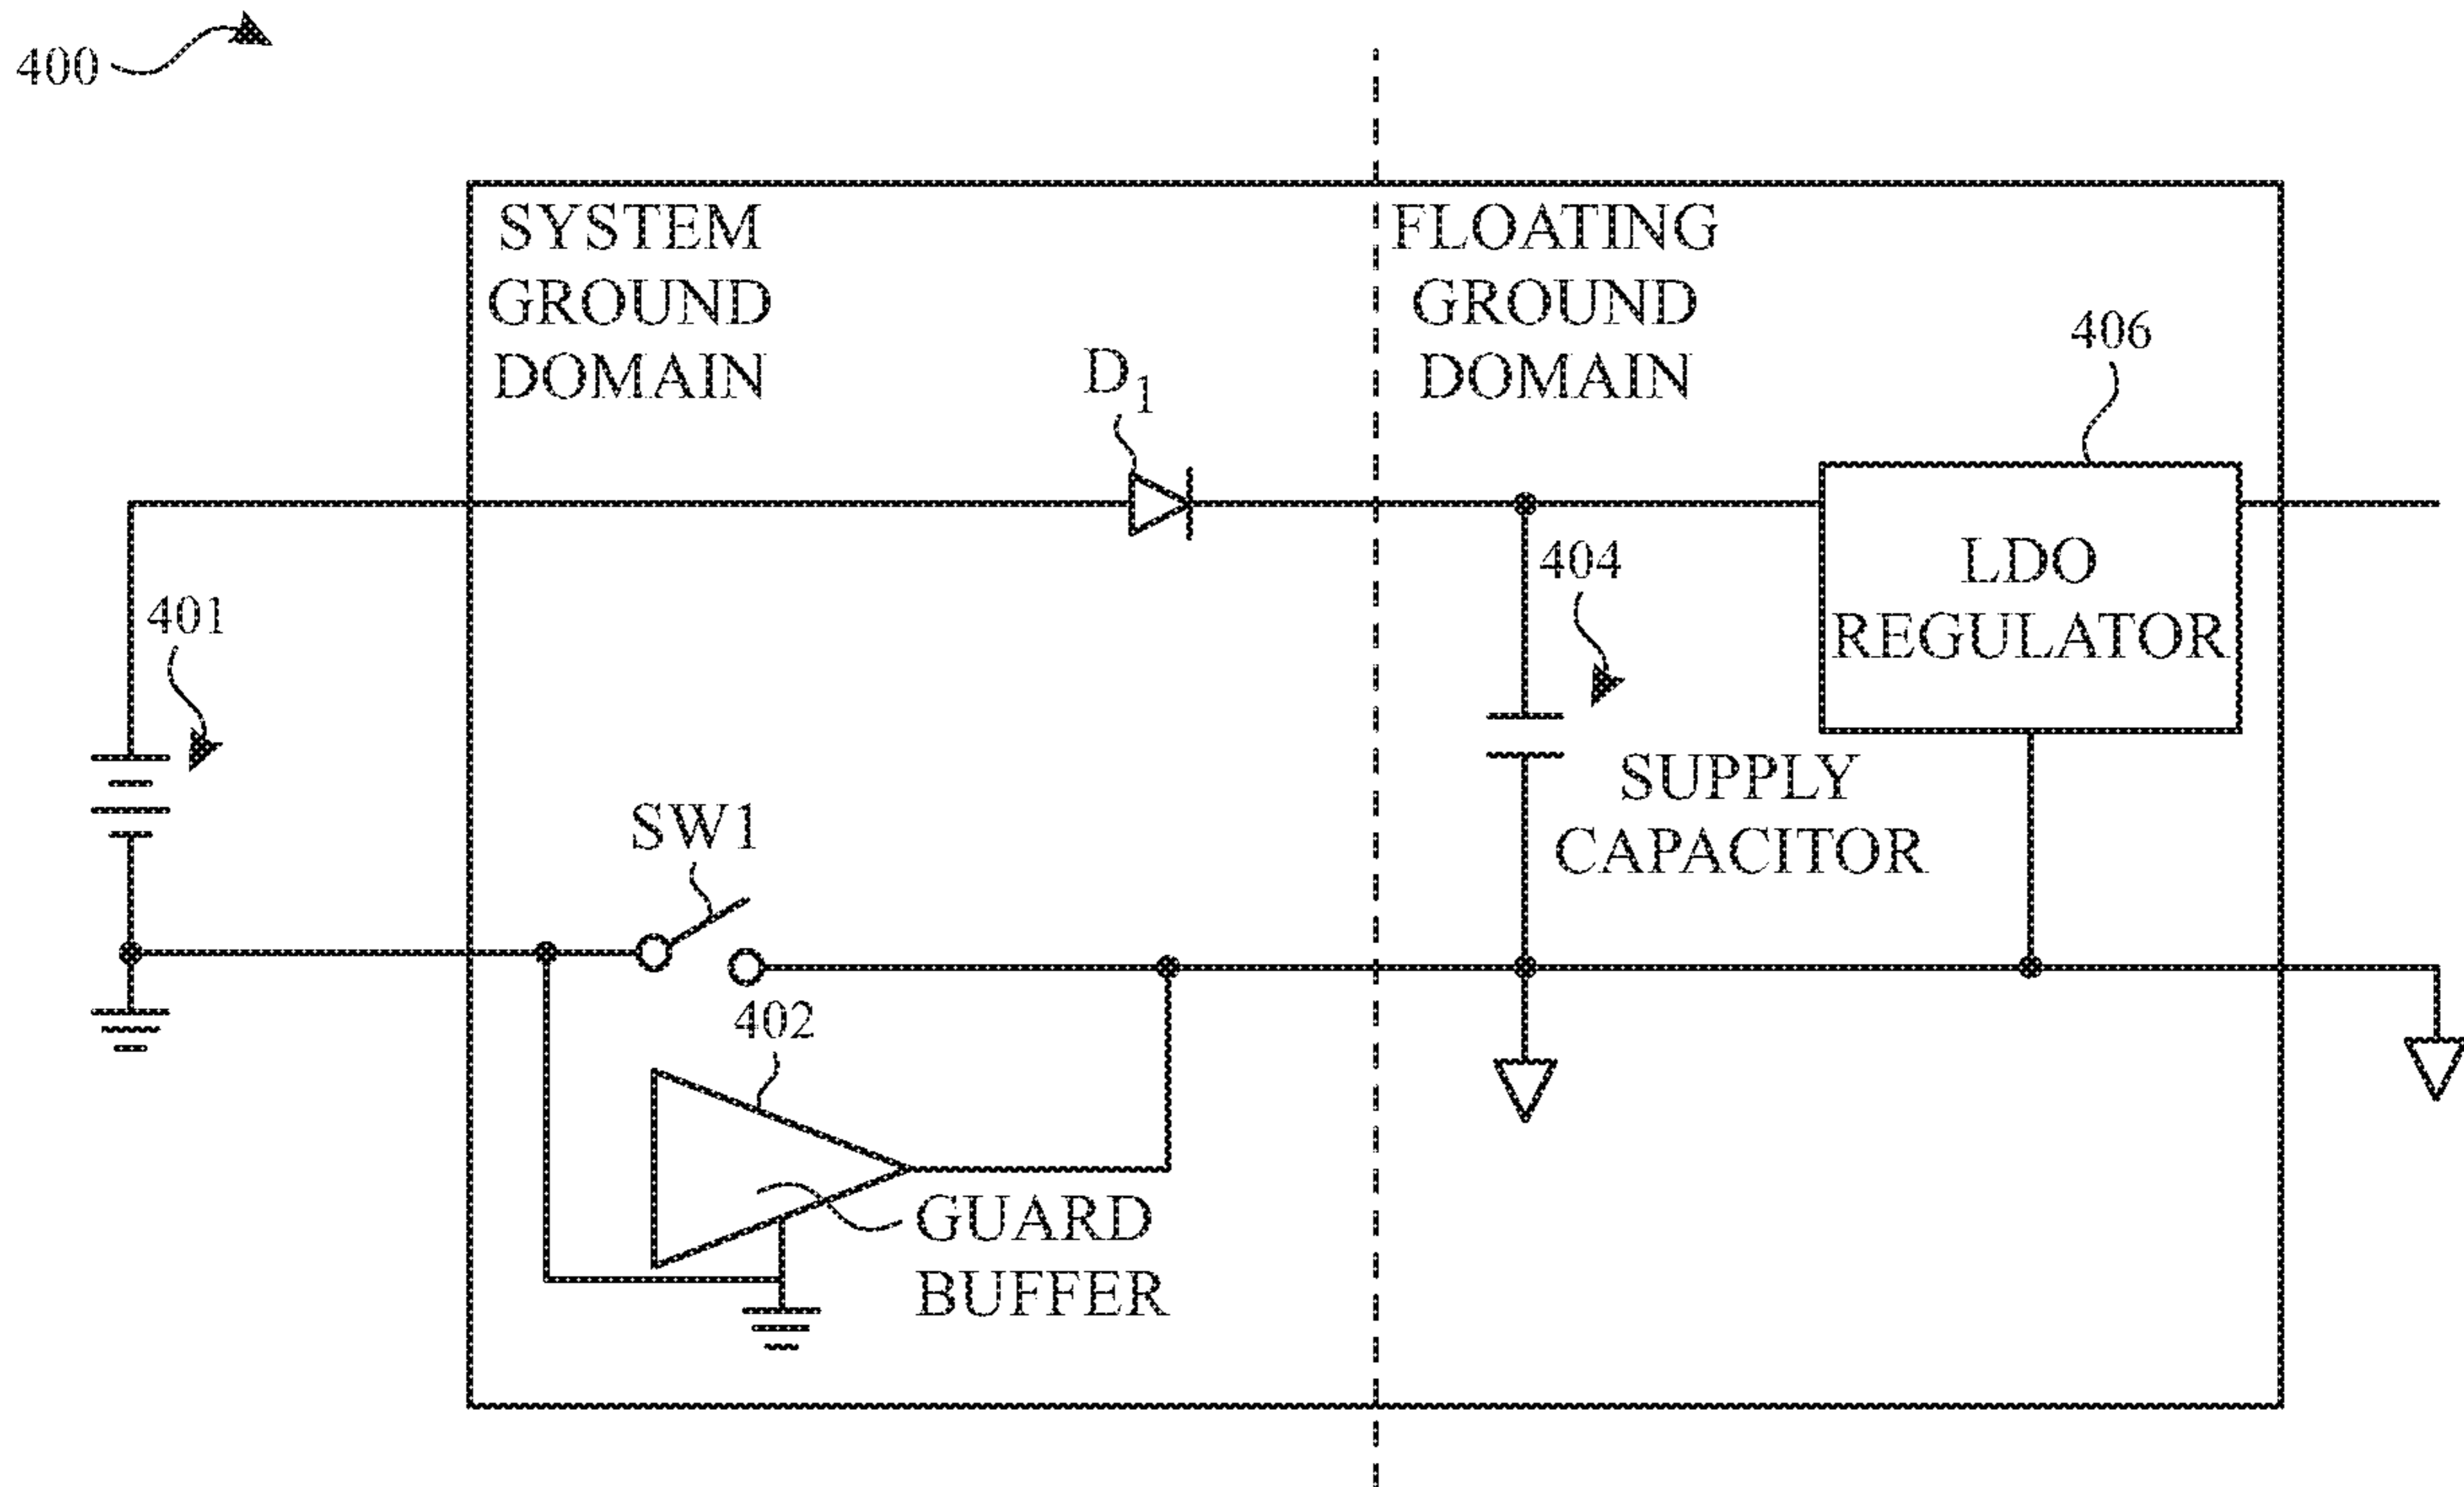 400
SYSTEM
GROUND
DOMAIN
FLOATING
GROUND
DOMAIN
D1
406
LDO
REGULATOR
404
401
SUPPLY
CAPACITOR
SW1
402
GUARD
BUFFER